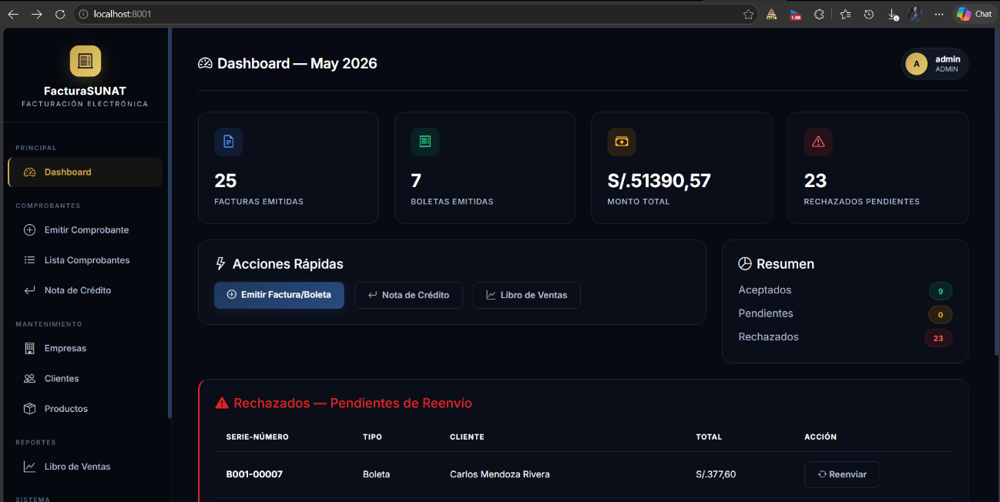 localhost:8001
1.00
Chat
FacturaSUNAT
FACTURACIÓN ELECTRÓNICA
PRINCIPAL
Dashboard
COMPROBANTES
Emitir Comprobante
Lista Comprobantes
Nota de Crédito
MANTENIMIENTO
Empresas
Clientes
Productos
REPORTES
Libro de Ventas
SISTEMA
Dashboard — May 2026
A
admin
ADMIN
25
FACTURAS EMITIDAS
7
BOLETAS EMITIDAS
S/.51390,57
MONTO TOTAL
23
RECHAZADOS PENDIENTES
Acciones Rápidas
Emitir Factura/Boleta Nota de Crédito Libro de Ventas
Resumen
Aceptados 9
Pendientes 0
Rechazados 23
Rechazados — Pendientes de Reenvío
SERIE-NÚMERO TIPO CLIENTE TOTAL ACCIÓN
B001-00007 Boleta Carlos Mendoza Rivera S/.377,60 Reenviar